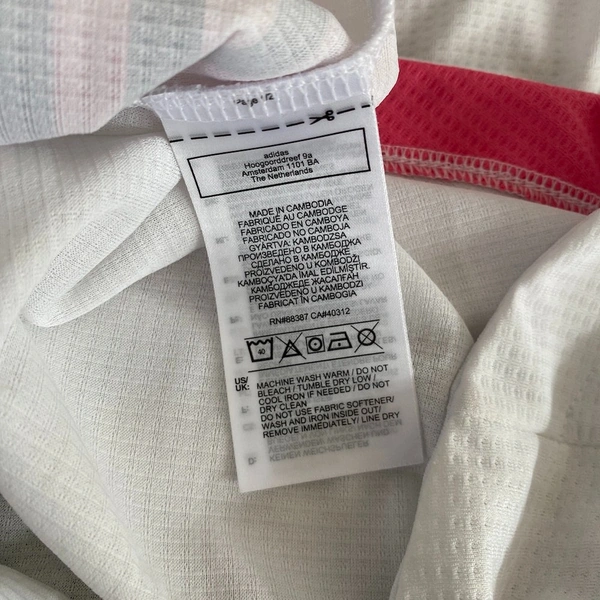 adidas
Hoogoorddreef 9a
Amsterdam 1101 BA
The Netherlands
MADE IN CAMBODIA
FABRIQUÉ AU CAMBODGE
FABRICADO EN CAMBOYA
FABRICADO NO CAMBOJA
GYÁRTVA: KAMBODZSA
ПРОИЗВЕДЕНО В КАМБОДЖА
СДЕЛАНО В КАМБОДЖЕ
PROIZVEDENO U KOMBODŽI
KAMBOÇYA'DA İMAL EDİLMİŞTİR.
КАМБОДЖЕДЕ ЖАСАЛҒАН
PROIZVEDENO U KAMBODZI
FABRICAT ÎN CAMBOGIA
RN#88387 CA#40312
40
US/ UK: MACHINE WASH WARM / DO NOT
BLEACH / TUMBLE DRY LOW /
COOL IRON IF NEEDED / DO NOT
DRY CLEAN
DO NOT USE FABRIC SOFTENER/
WASH AND IRON INSIDE OUT/
REMOVE IMMEDIATELY/ LINE DRY